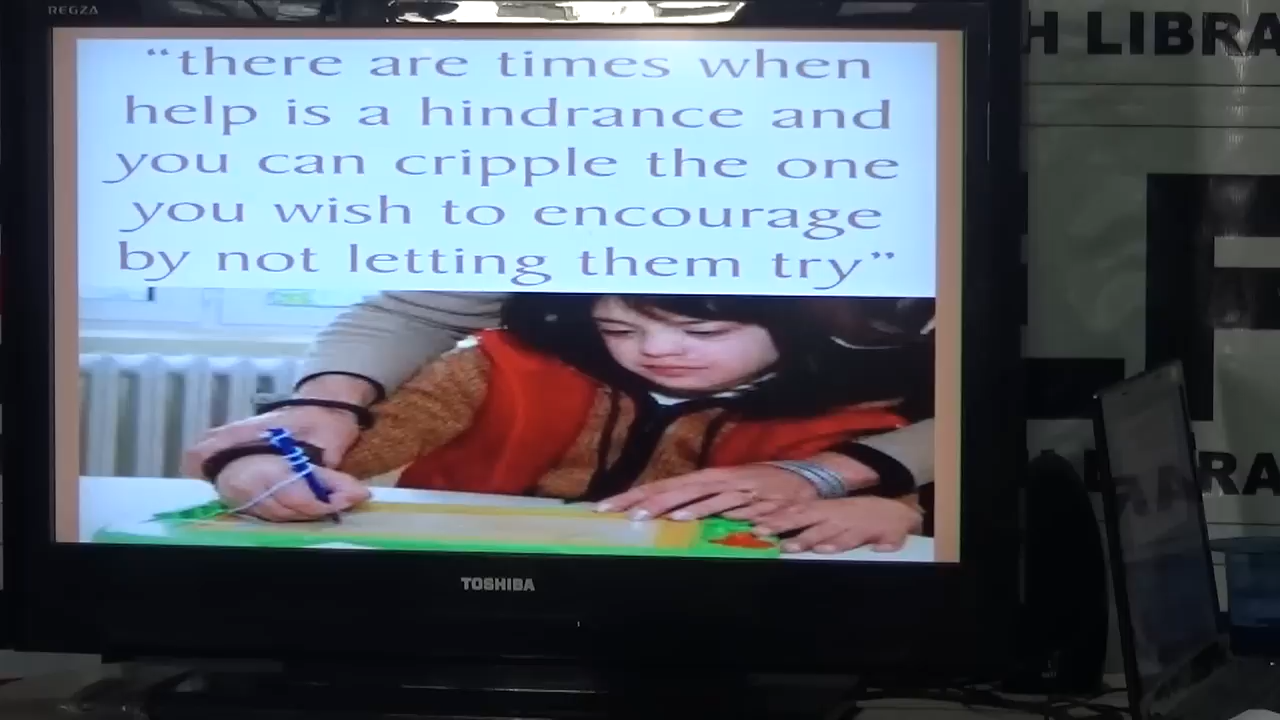 REGZA
“there are times when
help is a hindrance and
you can cripple the one
you wish to encourage
by not letting them try”
TOSHIBA
H LIBRA